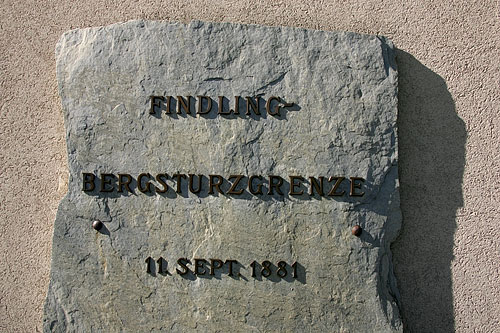 FINDLING-
BERGSTURZGRENZE
11. SEPT. 1881